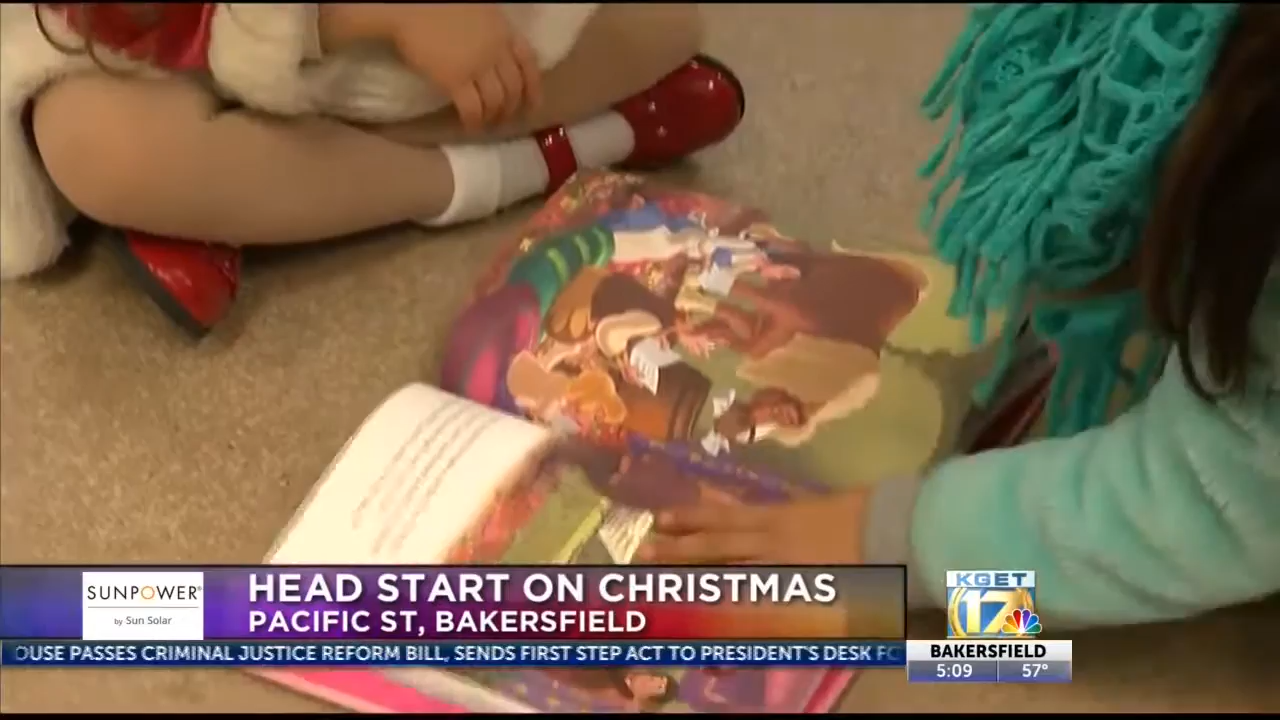 SUNPOWER®
by Sun Solar
HEAD START ON CHRISTMAS
PACIFIC ST, BAKERSFIELD
OUSE PASSES CRIMINAL JUSTICE REFORM BILL, SENDS FIRST STEP ACT TO PRESIDENT'S DESK
KGET
17
BAKERSFIELD
5:09 57°